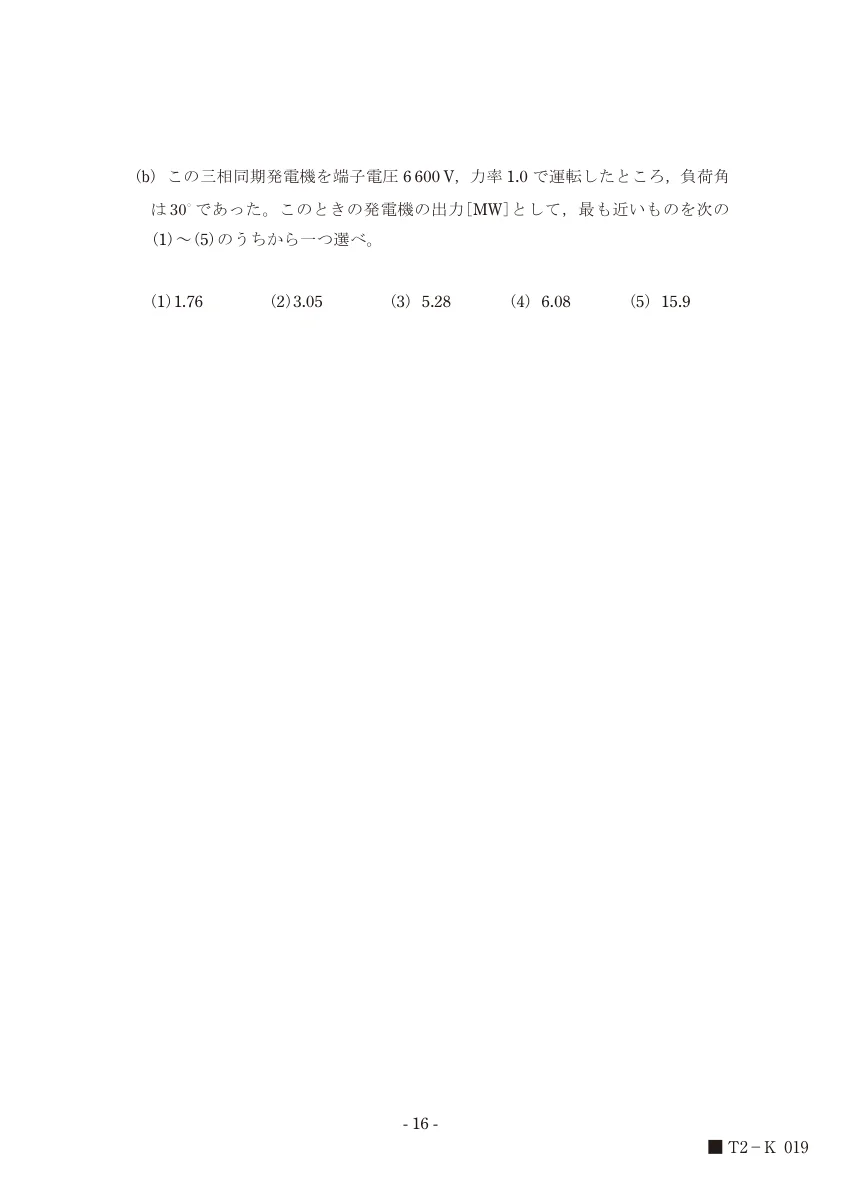 (b) この三相同期発電機を端子電圧 6 600 V，力率 1.0 で運転したところ，負荷角
は 30° であった。このときの発電機の出力[MW]として，最も近いものを次の
(1)～(5)のうちから一つ選べ。
(1) 1.76 (2) 3.05 (3) 5.28 (4) 6.08 (5) 15.9
- 16 -
■ T2－K 019